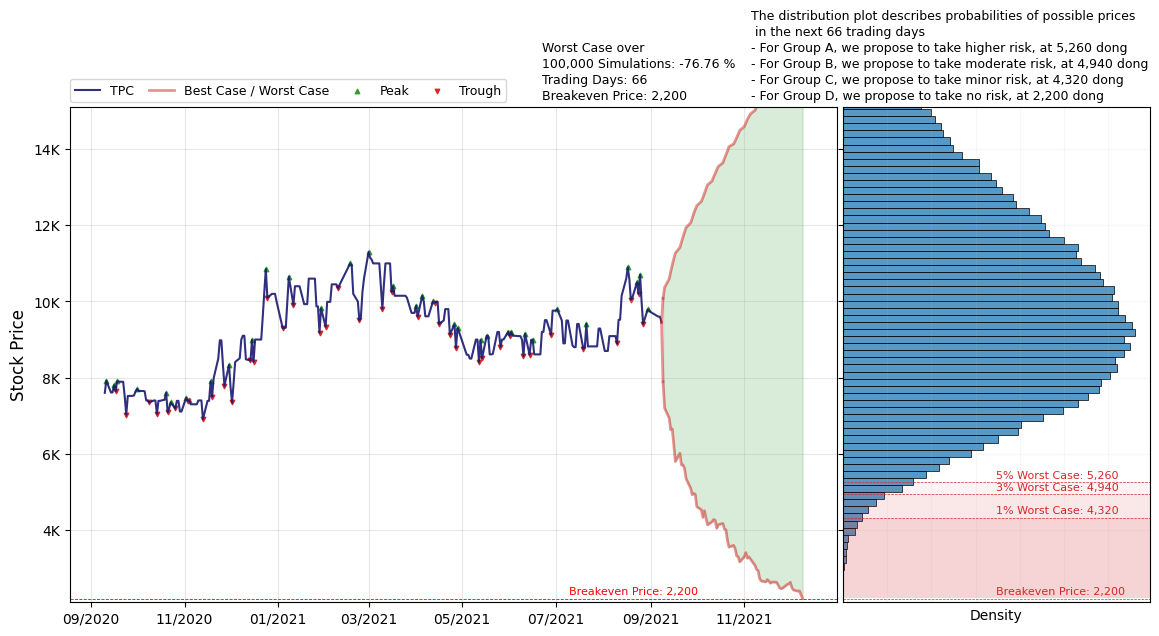 The distribution plot describes probabilities of possible prices
in the next 66 trading days
- For Group A, we propose to take higher risk, at 5,260 dong
- For Group B, we propose to take moderate risk, at 4,940 dong
- For Group C, we propose to take minor risk, at 4,320 dong
- For Group D, we propose to take no risk, at 2,200 dong
Worst Case over
100,000 Simulations: -76.76 %
Trading Days: 66
Breakeven Price: 2,200
TPC
Best Case / Worst Case
Peak
Trough
Stock Price
14K
12K
10K
8K
6K
4K
Breakeven Price: 2,200
09/2020
11/2020
01/2021
03/2021
05/2021
07/2021
09/2021
11/2021
5% Worst Case: 5,260
3% Worst Case: 4,940
1% Worst Case: 4,320
Breakeven Price: 2,200
Density